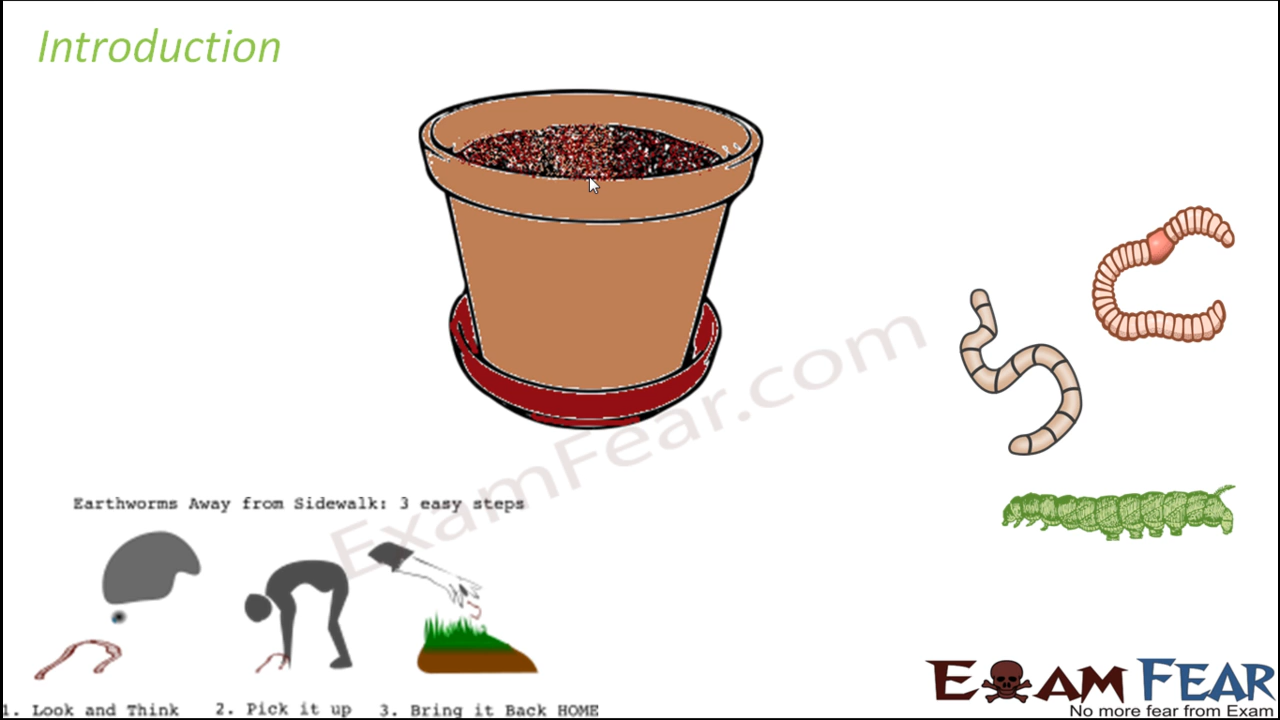 Introduction
ExamFear.com
Earthworms Away from Sidewalk: 3 easy steps
1. Look and Think
2. Pick it up
3. Bring it Back HOME
EXAM FEAR
No more fear from Exam